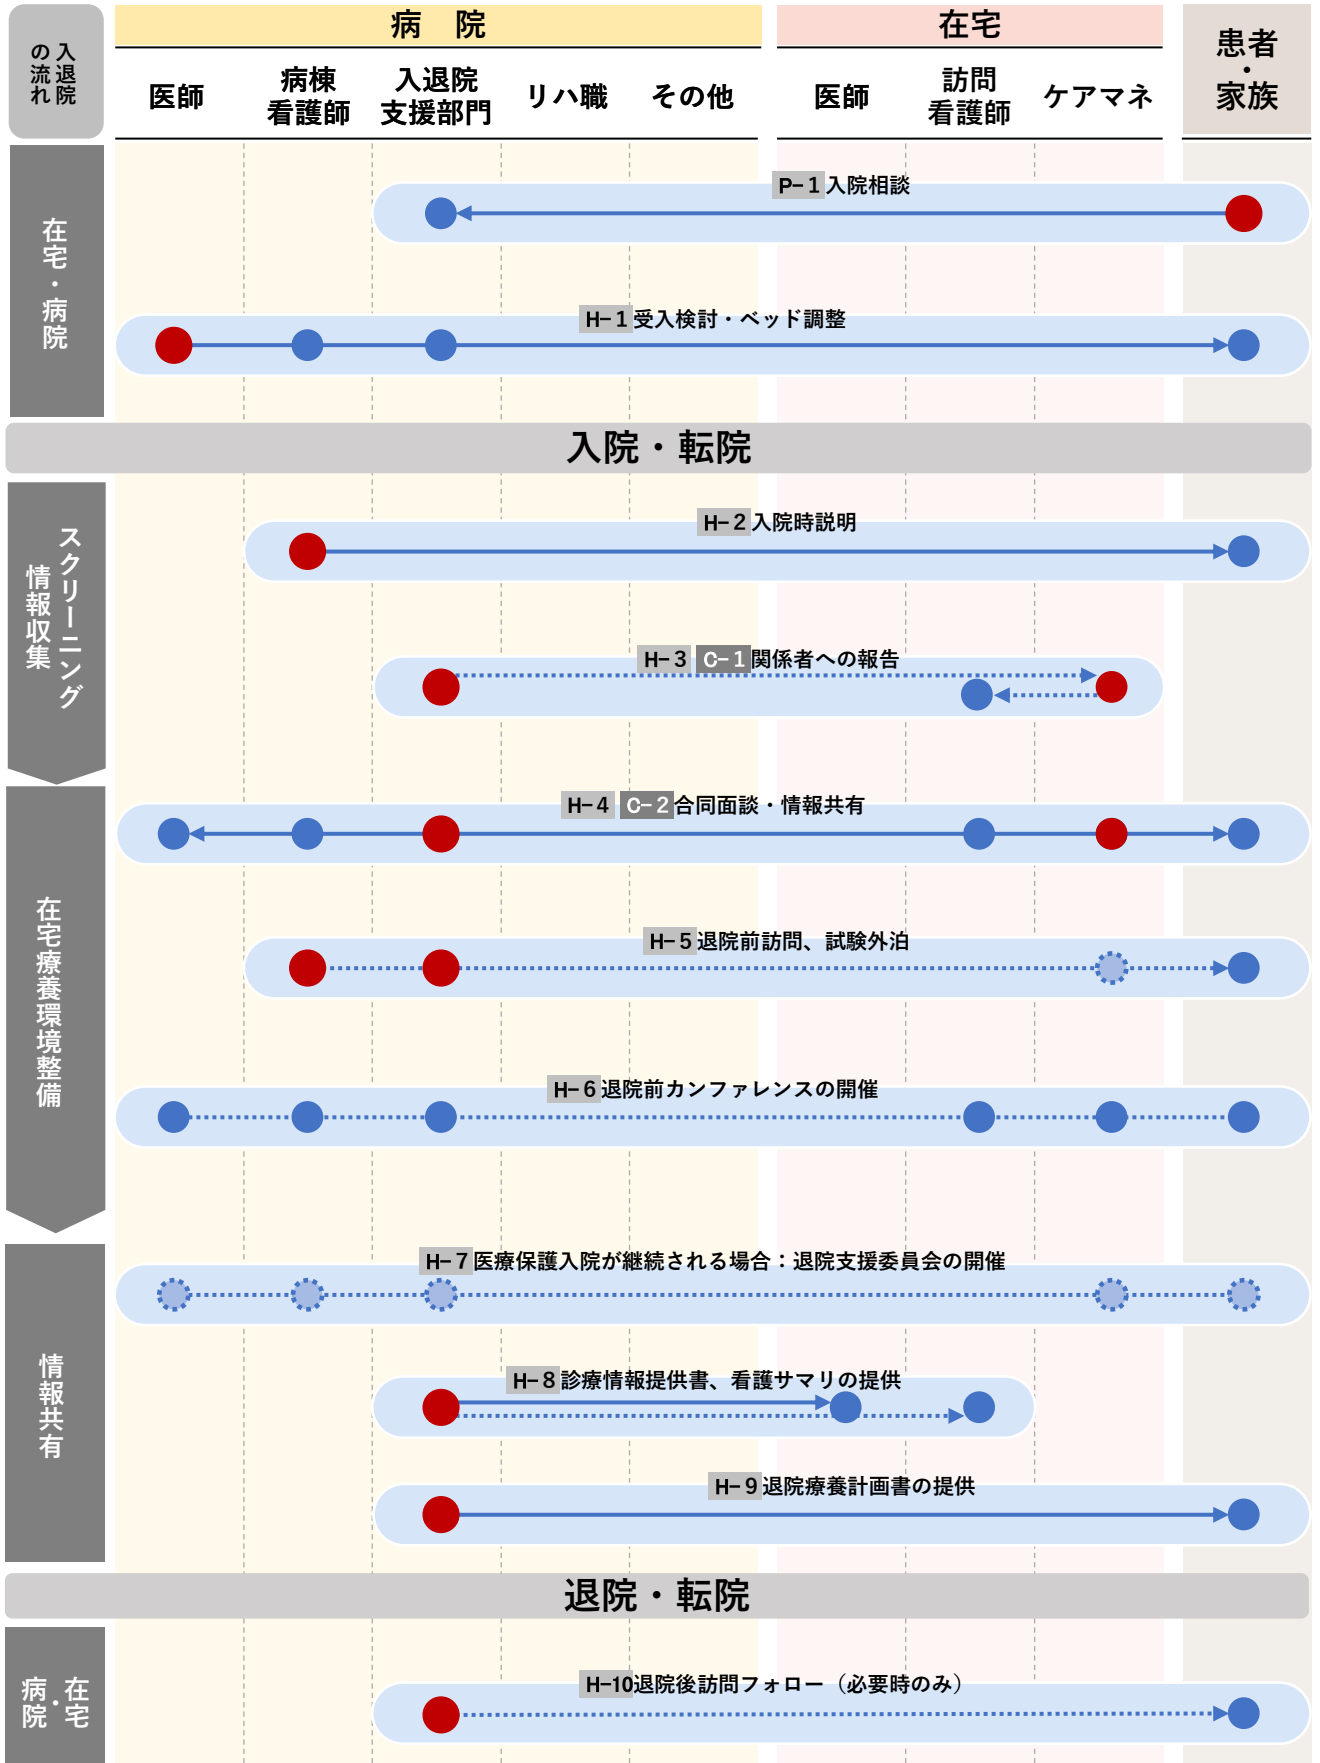 入退院
の流れ
病　院
在宅
患者
・
家族
医師
病棟
看護師
入退院
支援部門
リハ職
その他
医師
訪問
看護師
ケアマネ
在宅・病院
P-1 入院相談
H-1 受入検討・ベッド調整
入院・転院
スクリーニング
情報収集
H-2 入院時説明
H-3 C-1 関係者への報告
在宅療養環境整備
H-4 C-2 合同面談・情報共有
H-5 退院前訪問、試験外泊
H-6 退院前カンファレンスの開催
情報共有
H-7 医療保護入院が継続される場合：退院支援委員会の開催
H-8 診療情報提供書、看護サマリの提供
H-9 退院療養計画書の提供
退院・転院
在宅
・
病院
H-10 退院後訪問フォロー（必要時のみ）